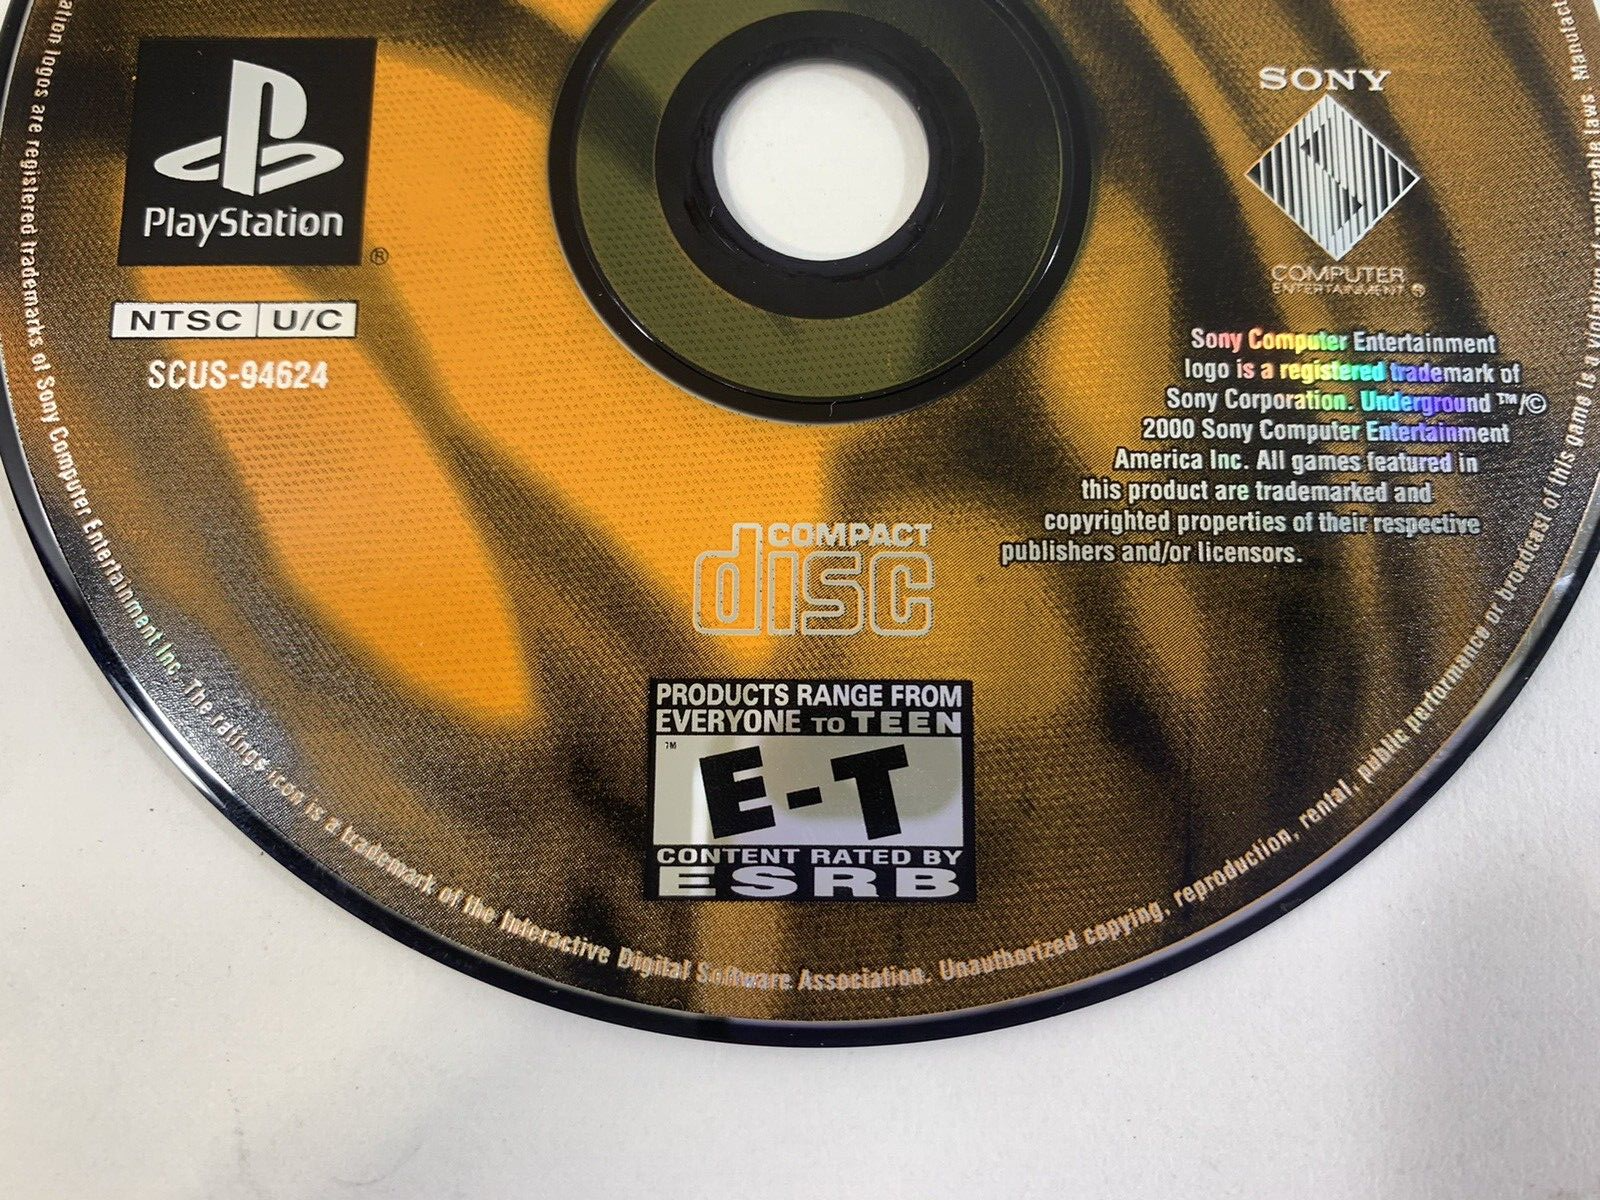 PlayStation
®
NTSC U/C
SCUS-94624
SONY
COMPUTER
ENTERTAINMENT ®
Sony Computer Entertainment
logo is a registered trademark of
Sony Corporation. Underground ™/©
2000 Sony Computer Entertainment
America Inc. All games featured in
this product are trademarked and
copyrighted properties of their respective
publishers and/or licensors.
COMPACT
disc
PRODUCTS RANGE FROM
EVERYONE TO TEEN
™
E-T
CONTENT RATED BY
ESRB
logos are registered trademarks of Sony Computer Entertainment Inc. The ratings icon is a trademark of the Interactive Digital Software Association. Unauthorized copying, reproduction, rental, public performance or broadcast of this game is a violation of applicable laws.